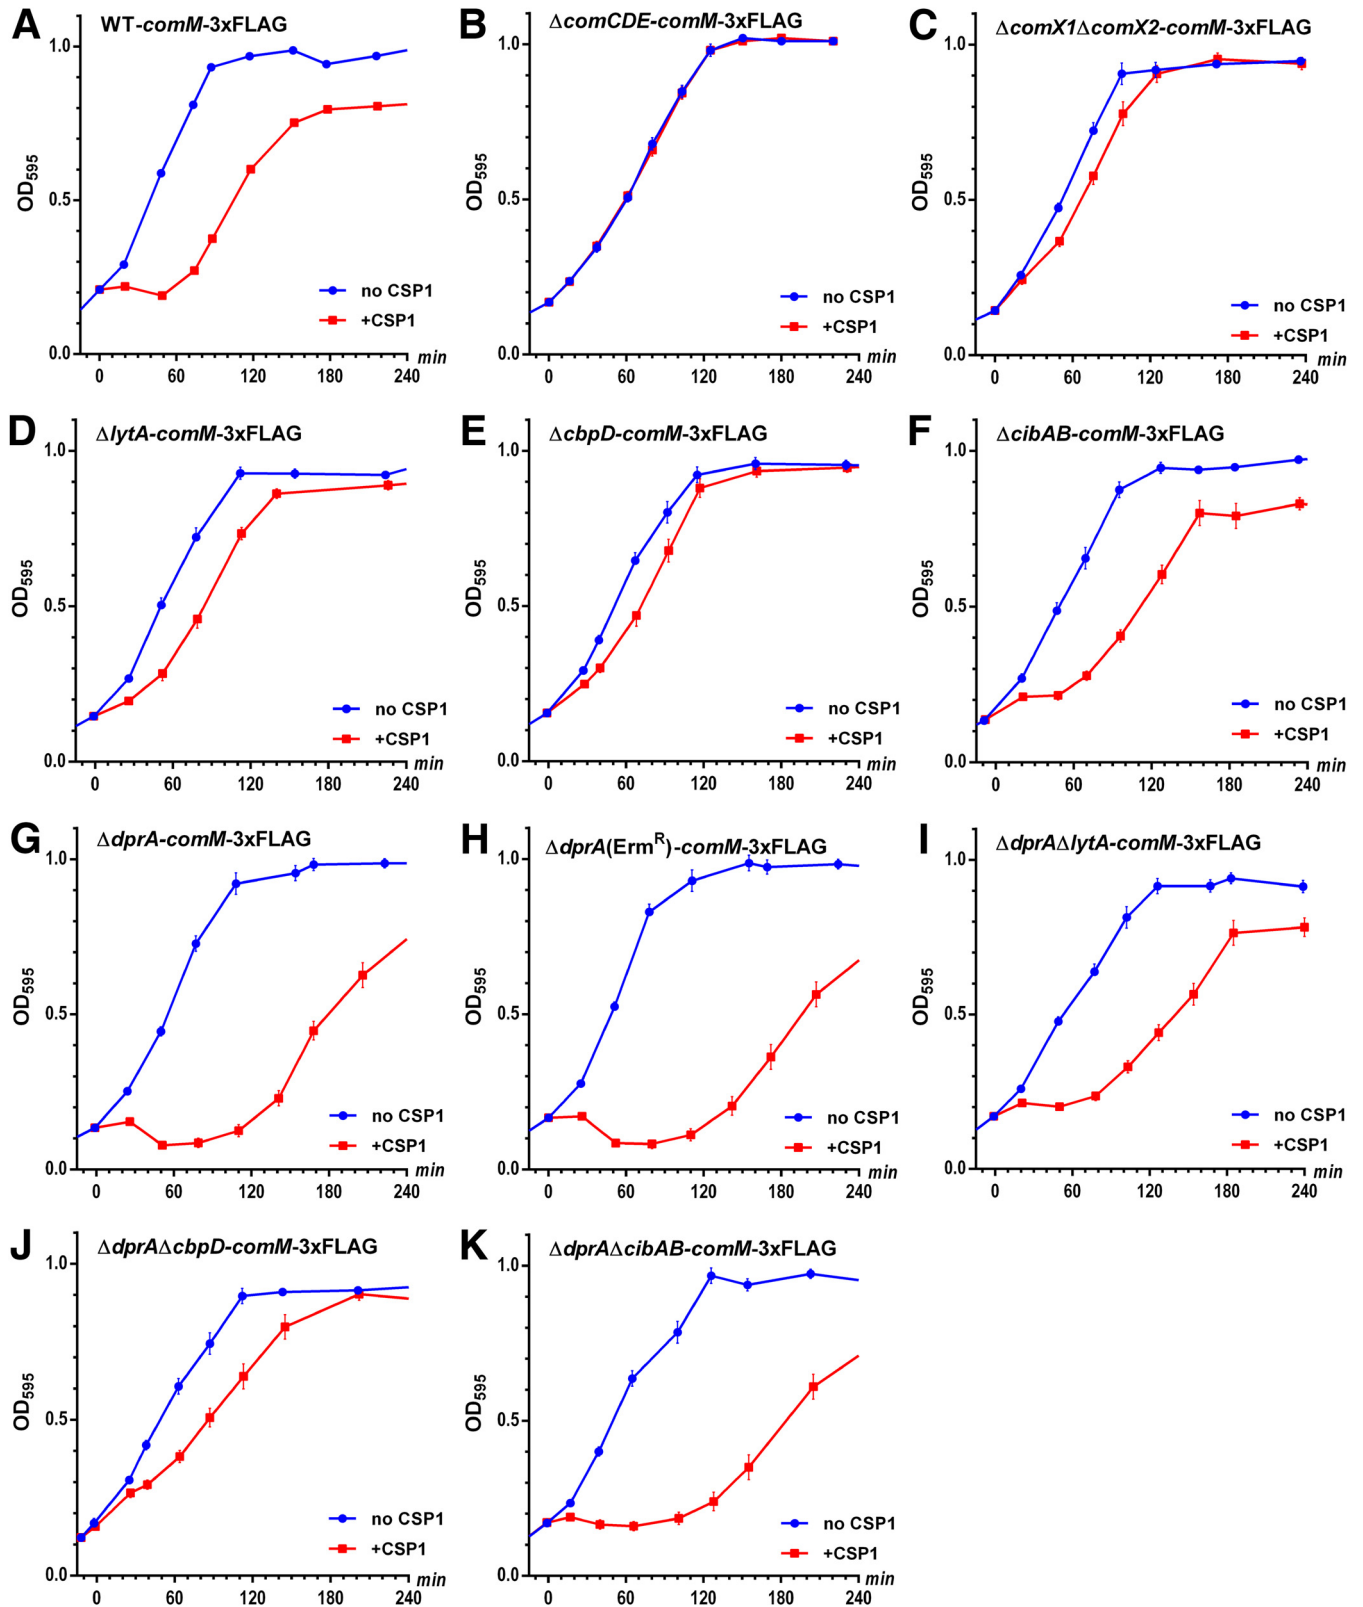 A WT-comM-3xFLAG
1.0
0.5
0.0
OD595
no CSP1
+CSP1
0 60 120 180 240 min
B ΔcomCDE-comM-3xFLAG
1.0
0.5
0.0
OD595
no CSP1
+CSP1
0 60 120 180 240
C ΔcomX1ΔcomX2-comM-3xFLAG
1.0
0.5
0.0
OD595
no CSP1
+CSP1
0 60 120 180 240
D ΔlytA-comM-3xFLAG
1.0
0.5
0.0
OD595
no CSP1
+CSP1
min
0 60 120 180 240
E ΔcbpD-comM-3xFLAG
1.0
0.5
0.0
OD595
no CSP1
+CSP1
min
0 60 120 180 240
F ΔcibAB-comM-3xFLAG
1.0
0.5
0.0
OD595
no CSP1
+CSP1
min
0 60 120 180 240
G ΔdprA-comM-3xFLAG
1.0
0.5
0.0
OD595
no CSP1
+CSP1
min
0 60 120 180 240
H ΔdprA(ErmR)-comM-3xFLAG
1.0
0.5
0.0
OD595
no CSP1
+CSP1
min
0 60 120 180 240
I ΔdprAΔlytA-comM-3xFLAG
1.0
0.5
0.0
OD595
no CSP1
+CSP1
min
0 60 120 180 240
J ΔdprAΔcbpD-comM-3xFLAG
1.0
0.5
0.0
OD595
no CSP1
+CSP1
min
0 60 120 180 240
K ΔdprAΔcibAB-comM-3xFLAG
1.0
0.5
0.0
OD595
no CSP1
+CSP1
min
0 60 120 180 240